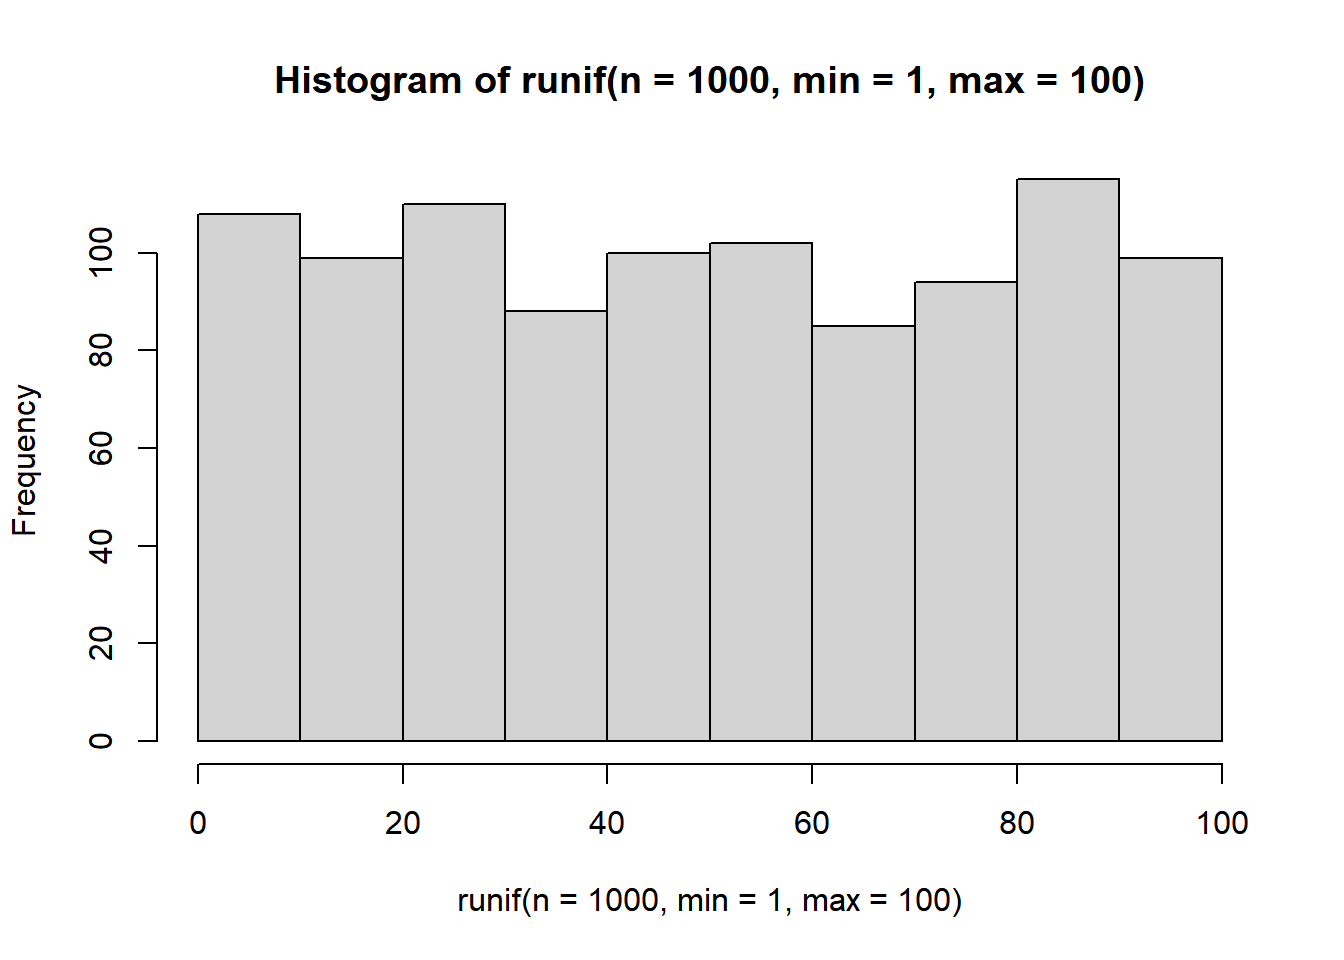 Histogram of runif(n = 1000, min = 1, max = 100)
Frequency
100
80
60
40
20
0
0 20 40 60 80 100
runif(n = 1000, min = 1, max = 100)